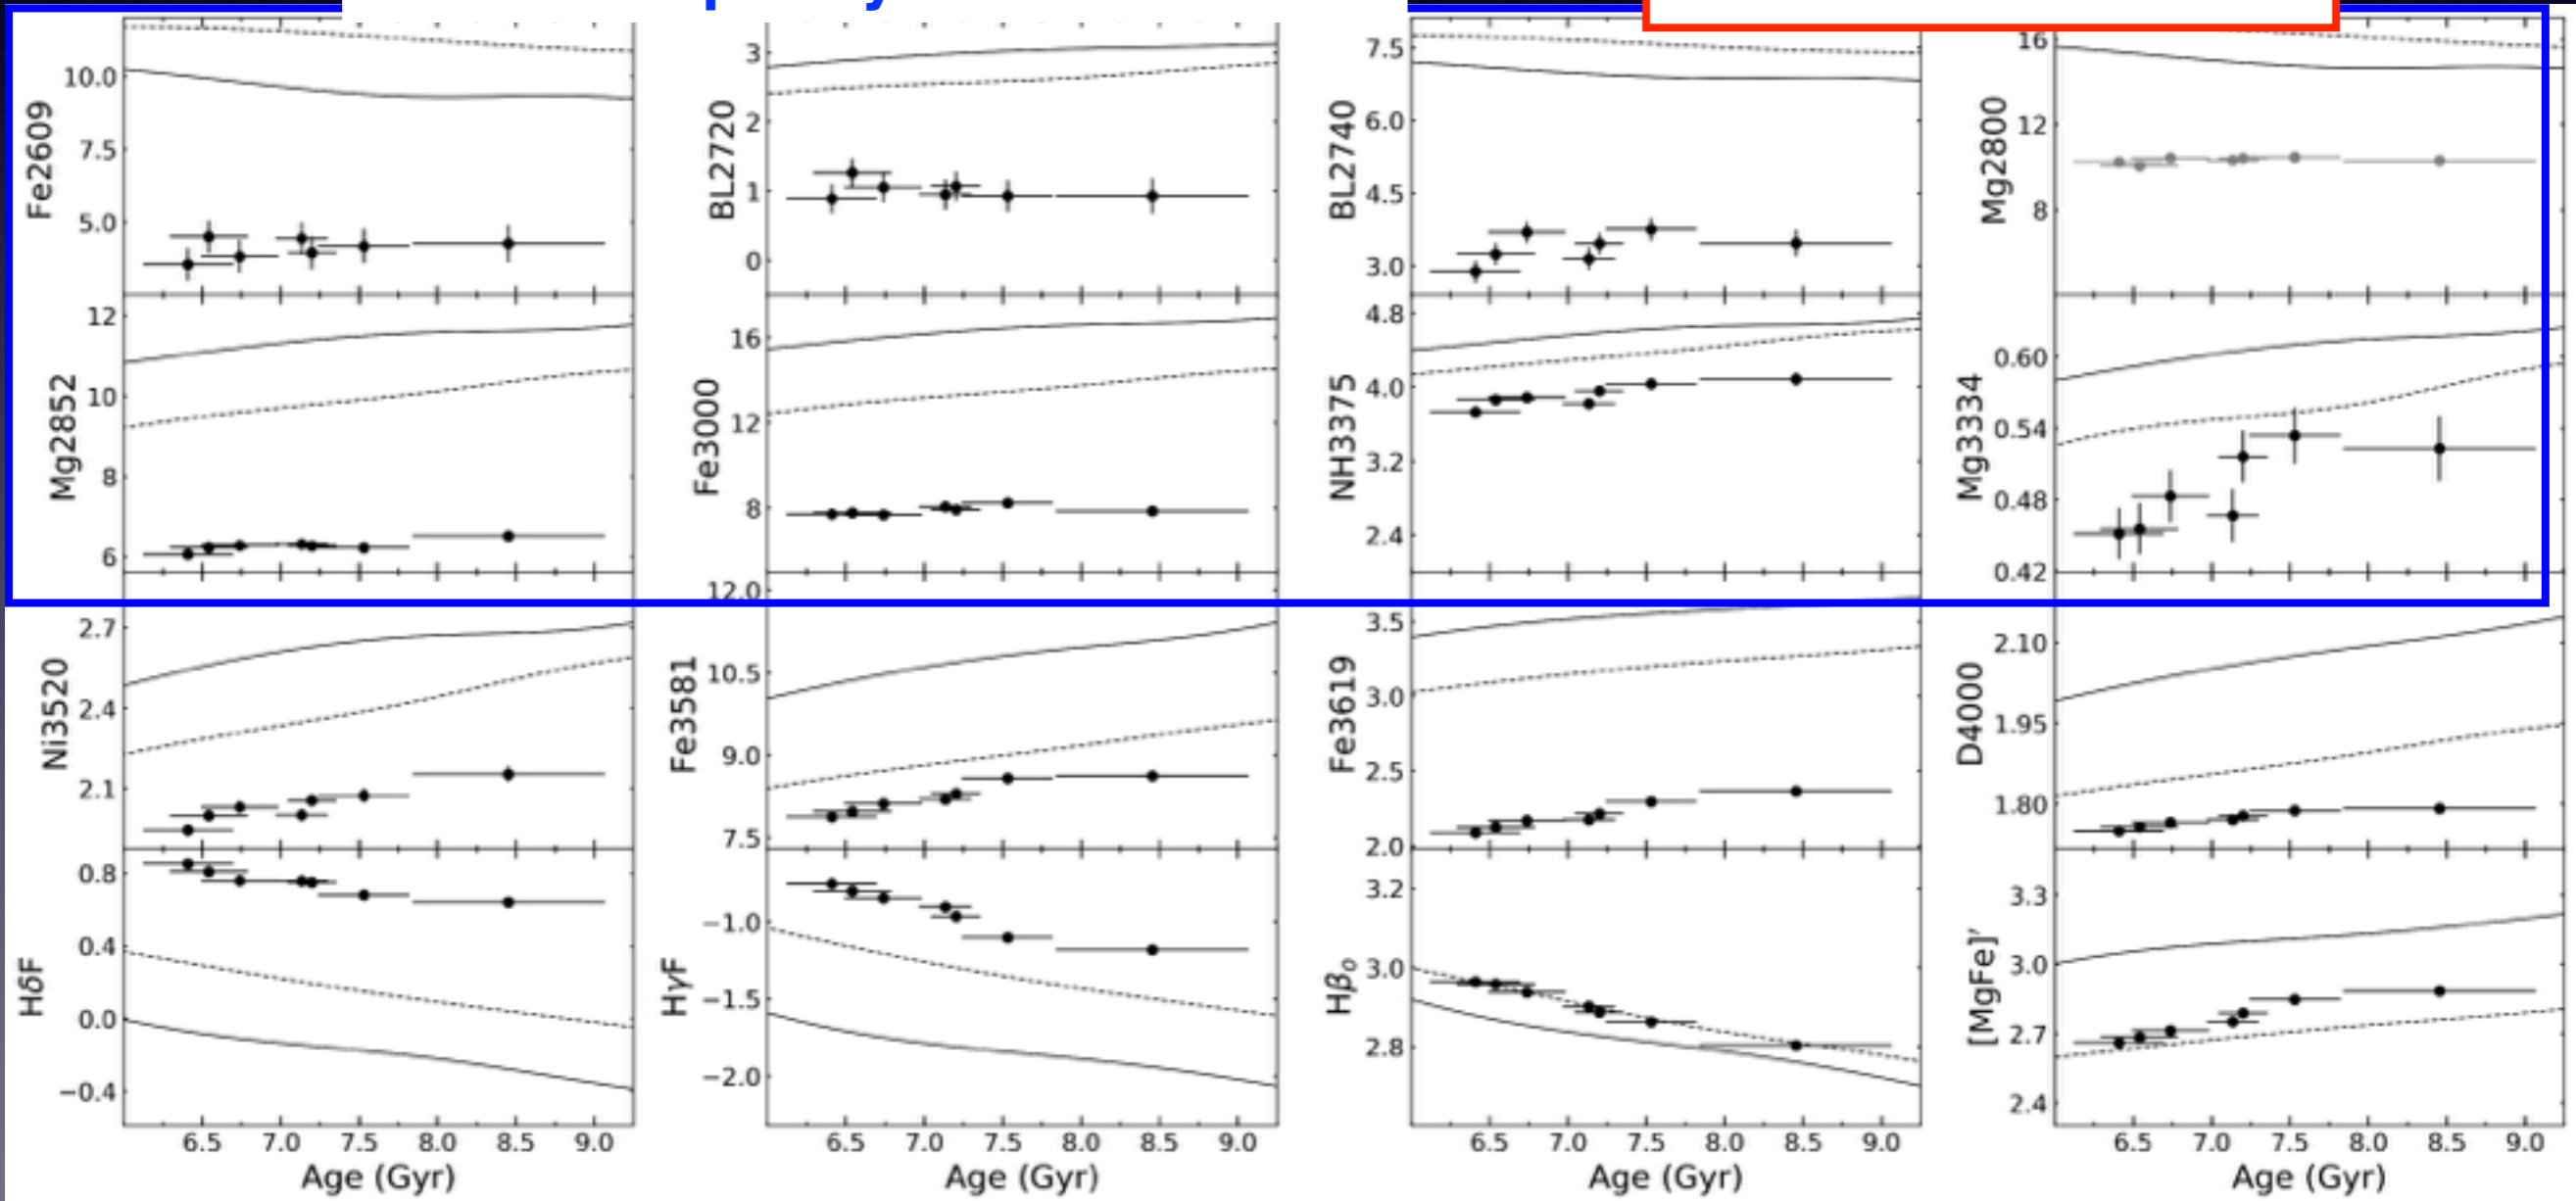 Fe2609
10.0
7.5
5.0
BL2720
3
2
1
0
BL2740
7.5
6.0
4.5
3.0
Mg2800
16
12
8
Mg2852
12
10
8
6
Fe3000
16
12
8
NH3375
4.8
4.0
3.2
2.4
Mg3334
0.60
0.54
0.48
0.42
Ni3520
2.7
2.4
2.1
Fe3581
12.0
10.5
9.0
7.5
Fe3619
3.5
3.0
2.5
2.0
D4000
2.10
1.95
1.80
HδF
0.8
0.4
0.0
−0.4
HγF
−1.0
−1.5
−2.0
Hβo
3.2
3.0
2.8
[MgFe]′
3.3
3.0
2.7
2.4
6.5 7.0 7.5 8.0 8.5 9.0
Age (Gyr)
6.5 7.0 7.5 8.0 8.5 9.0
Age (Gyr)
6.5 7.0 7.5 8.0 8.5 9.0
Age (Gyr)
6.5 7.0 7.5 8.0 8.5 9.0
Age (Gyr)